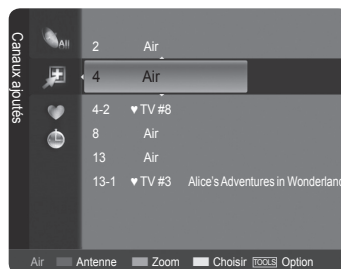 Canaux ajoutés
All
2 Air
4 Air
4-2 ♥ TV #8
8 Air
13 Air
13-1 ♥ TV #3 Alice's Adventures in Wonderland
Air Antenne Zoom Choisir TOOLS Option